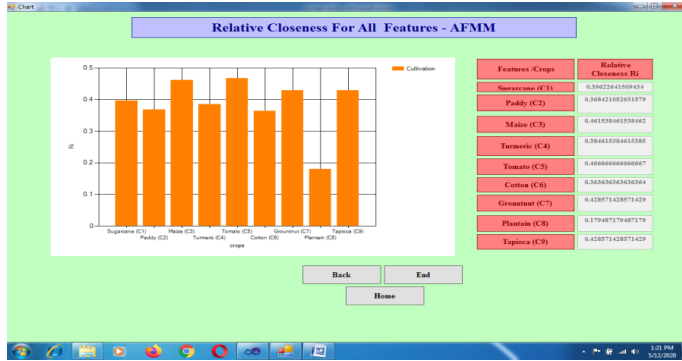 Chart
Relative Closeness For All Features - AFMM
0.5
0.4
0.3
0.2
0.1
0
Ri
Sugarcane (C1)
Paddy (C2)
Maize (C3)
Turmeric (C4)
Tomato (C5)
Cotton (C6)
Grountnut (C7)
Plantain (C8)
Tapioca (C9)
crops
Cultivation
Features /Crops
Relative
Closeness Ri
Sugarcane (C1) 0.39622641509434
Paddy (C2) 0.368421052631579
Maize (C3) 0.461538461538462
Turmeric (C4) 0.384615384615385
Tomato (C5) 0.466666666666667
Cotton (C6) 0.363636363636364
Grountnut (C7) 0.428571428571429
Plantain (C8) 0.179487179487179
Tapioca (C9) 0.428571428571429
Back
End
Home
1:21 PM
5/12/2020